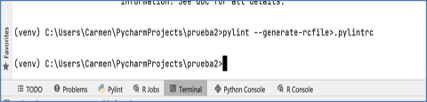 information. See doc for all details.
(venv) C:\Users\Carmen\PycharmProjects\prueba2>pylint --generate-rcfile>.pylintrc
(venv) C:\Users\Carmen\PycharmProjects\prueba2>
Favorites
TODO Problems Pylint R Jobs Terminal Python Console R Console